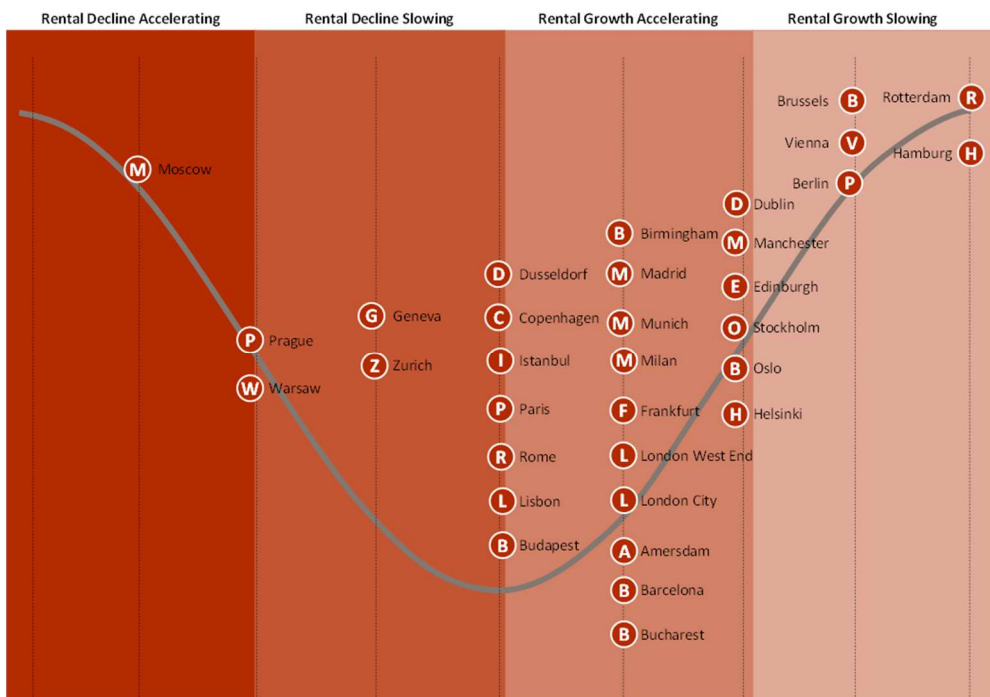 Rental Decline Accelerating
Rental Decline Slowing
Rental Growth Accelerating
Rental Growth Slowing
M Moscow
P Prague
W Warsaw
G Geneva
Z Zurich
D Dusseldorf
C Copenhagen
I Istanbul
P Paris
R Rome
L Lisbon
B Budapest
B Birmingham
M Madrid
M Munich
M Milan
F Frankfurt
L London West End
L London City
A Amersdam
B Barcelona
B Bucharest
D Dublin
M Manchester
E Edinburgh
O Stockholm
B Oslo
H Helsinki
Brussels B
Vienna V
Berlin P
Rotterdam R
Hamburg H